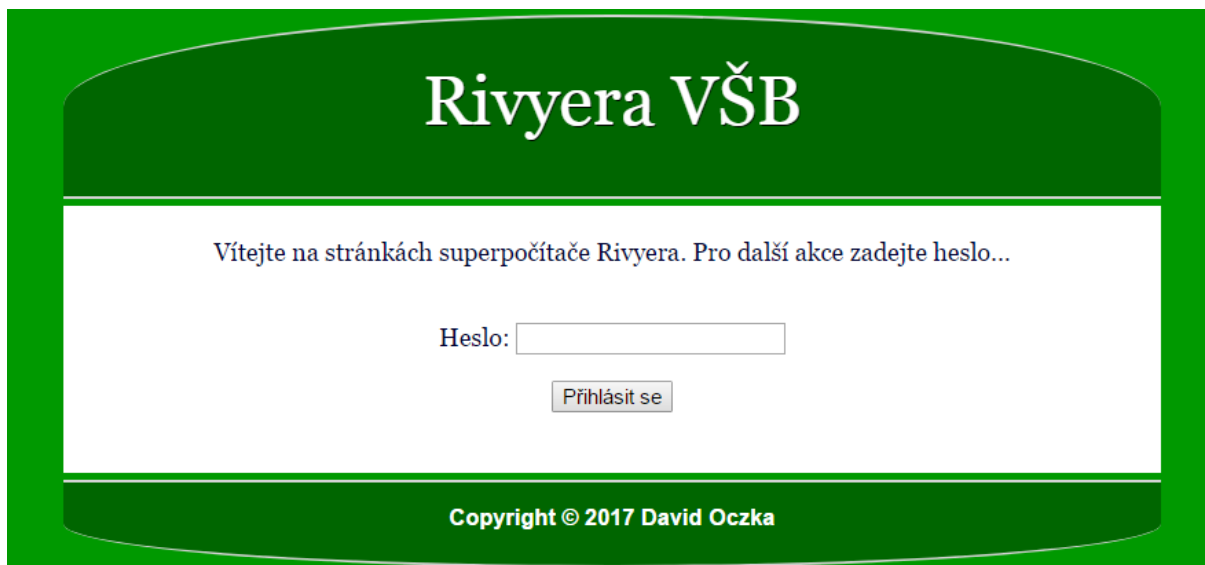 Rivyera VŠB
Vítejte na stránkách superpočítače Rivyera. Pro další akce zadejte heslo...
Heslo:
Přihlásit se
Copyright © 2017 David Oczka